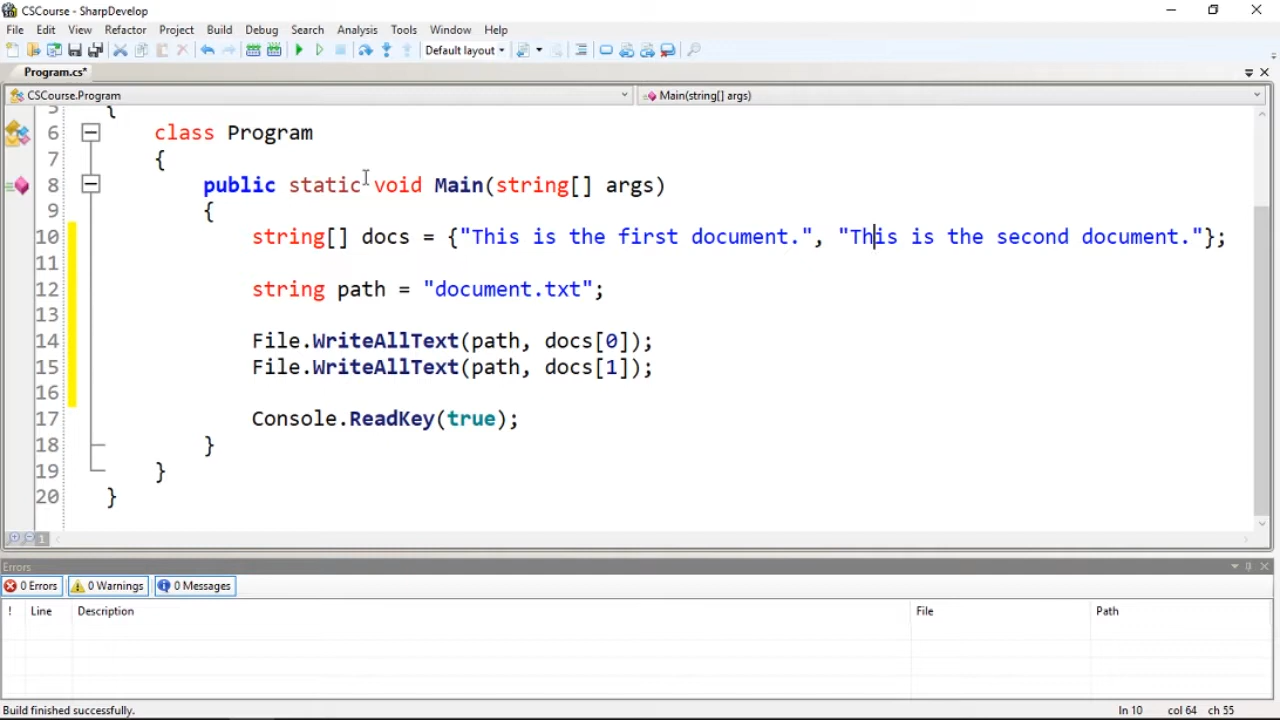 CSCourse - SharpDevelop
File Edit View Refactor Project Build Debug Search Analysis Tools Window Help
Default layout
Program.cs*
CSCourse.Program Main(string[] args)
5 {
6 class Program
7 {
8 public static void Main(string[] args)
9 {
10 string[] docs = {"This is the first document.", "This is the second document."};
11
12 string path = "document.txt";
13
14 File.WriteAllText(path, docs[0]);
15 File.WriteAllText(path, docs[1]);
16
17 Console.ReadKey(true);
18 }
19 }
20 }
1
Errors
0 Errors 0 Warnings 0 Messages
! Line Description File Path
Build finished successfully. ln 10 col 64 ch 55